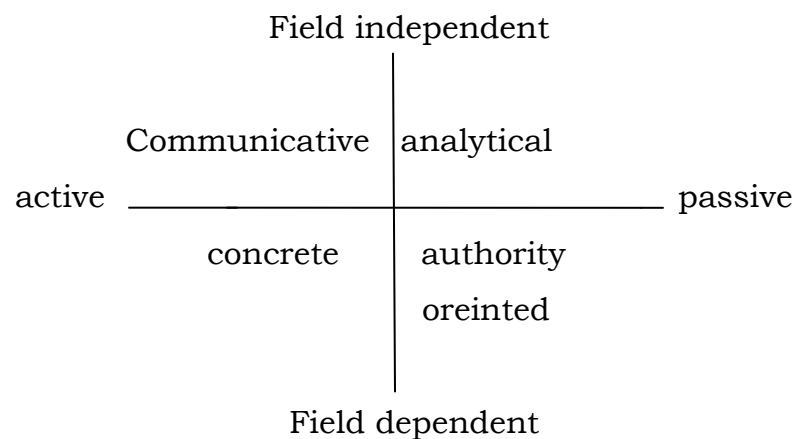 Field independent
Communicative analytical
active passive
concrete authority
oreinted
Field dependent